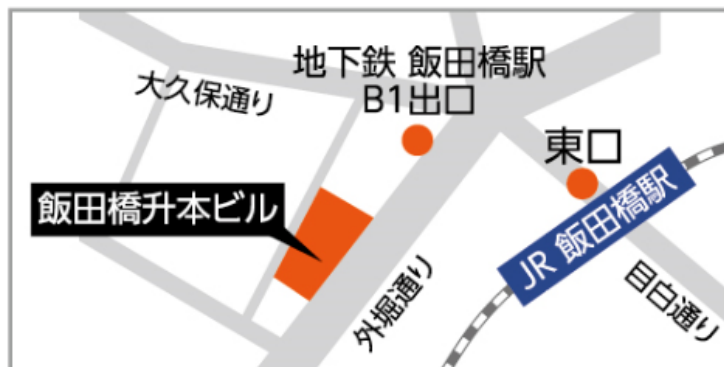 地下鉄 飯田橋駅
B1出口
大久保通り
東口
飯田橋升本ビル
JR 飯田橋駅
外堀通り
目白通り